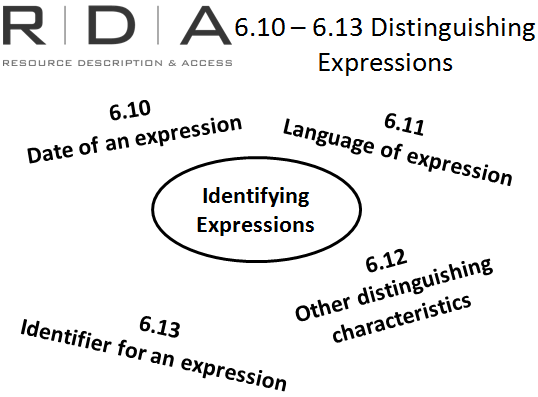 R | D | A
RESOURCE DESCRIPTION & ACCESS
6.10 – 6.13 Distinguishing
Expressions
6.10
Date of an expression
6.11
Language of expression
Identifying
Expressions
6.12
Other distinguishing
characteristics
6.13
Identifier for an expression